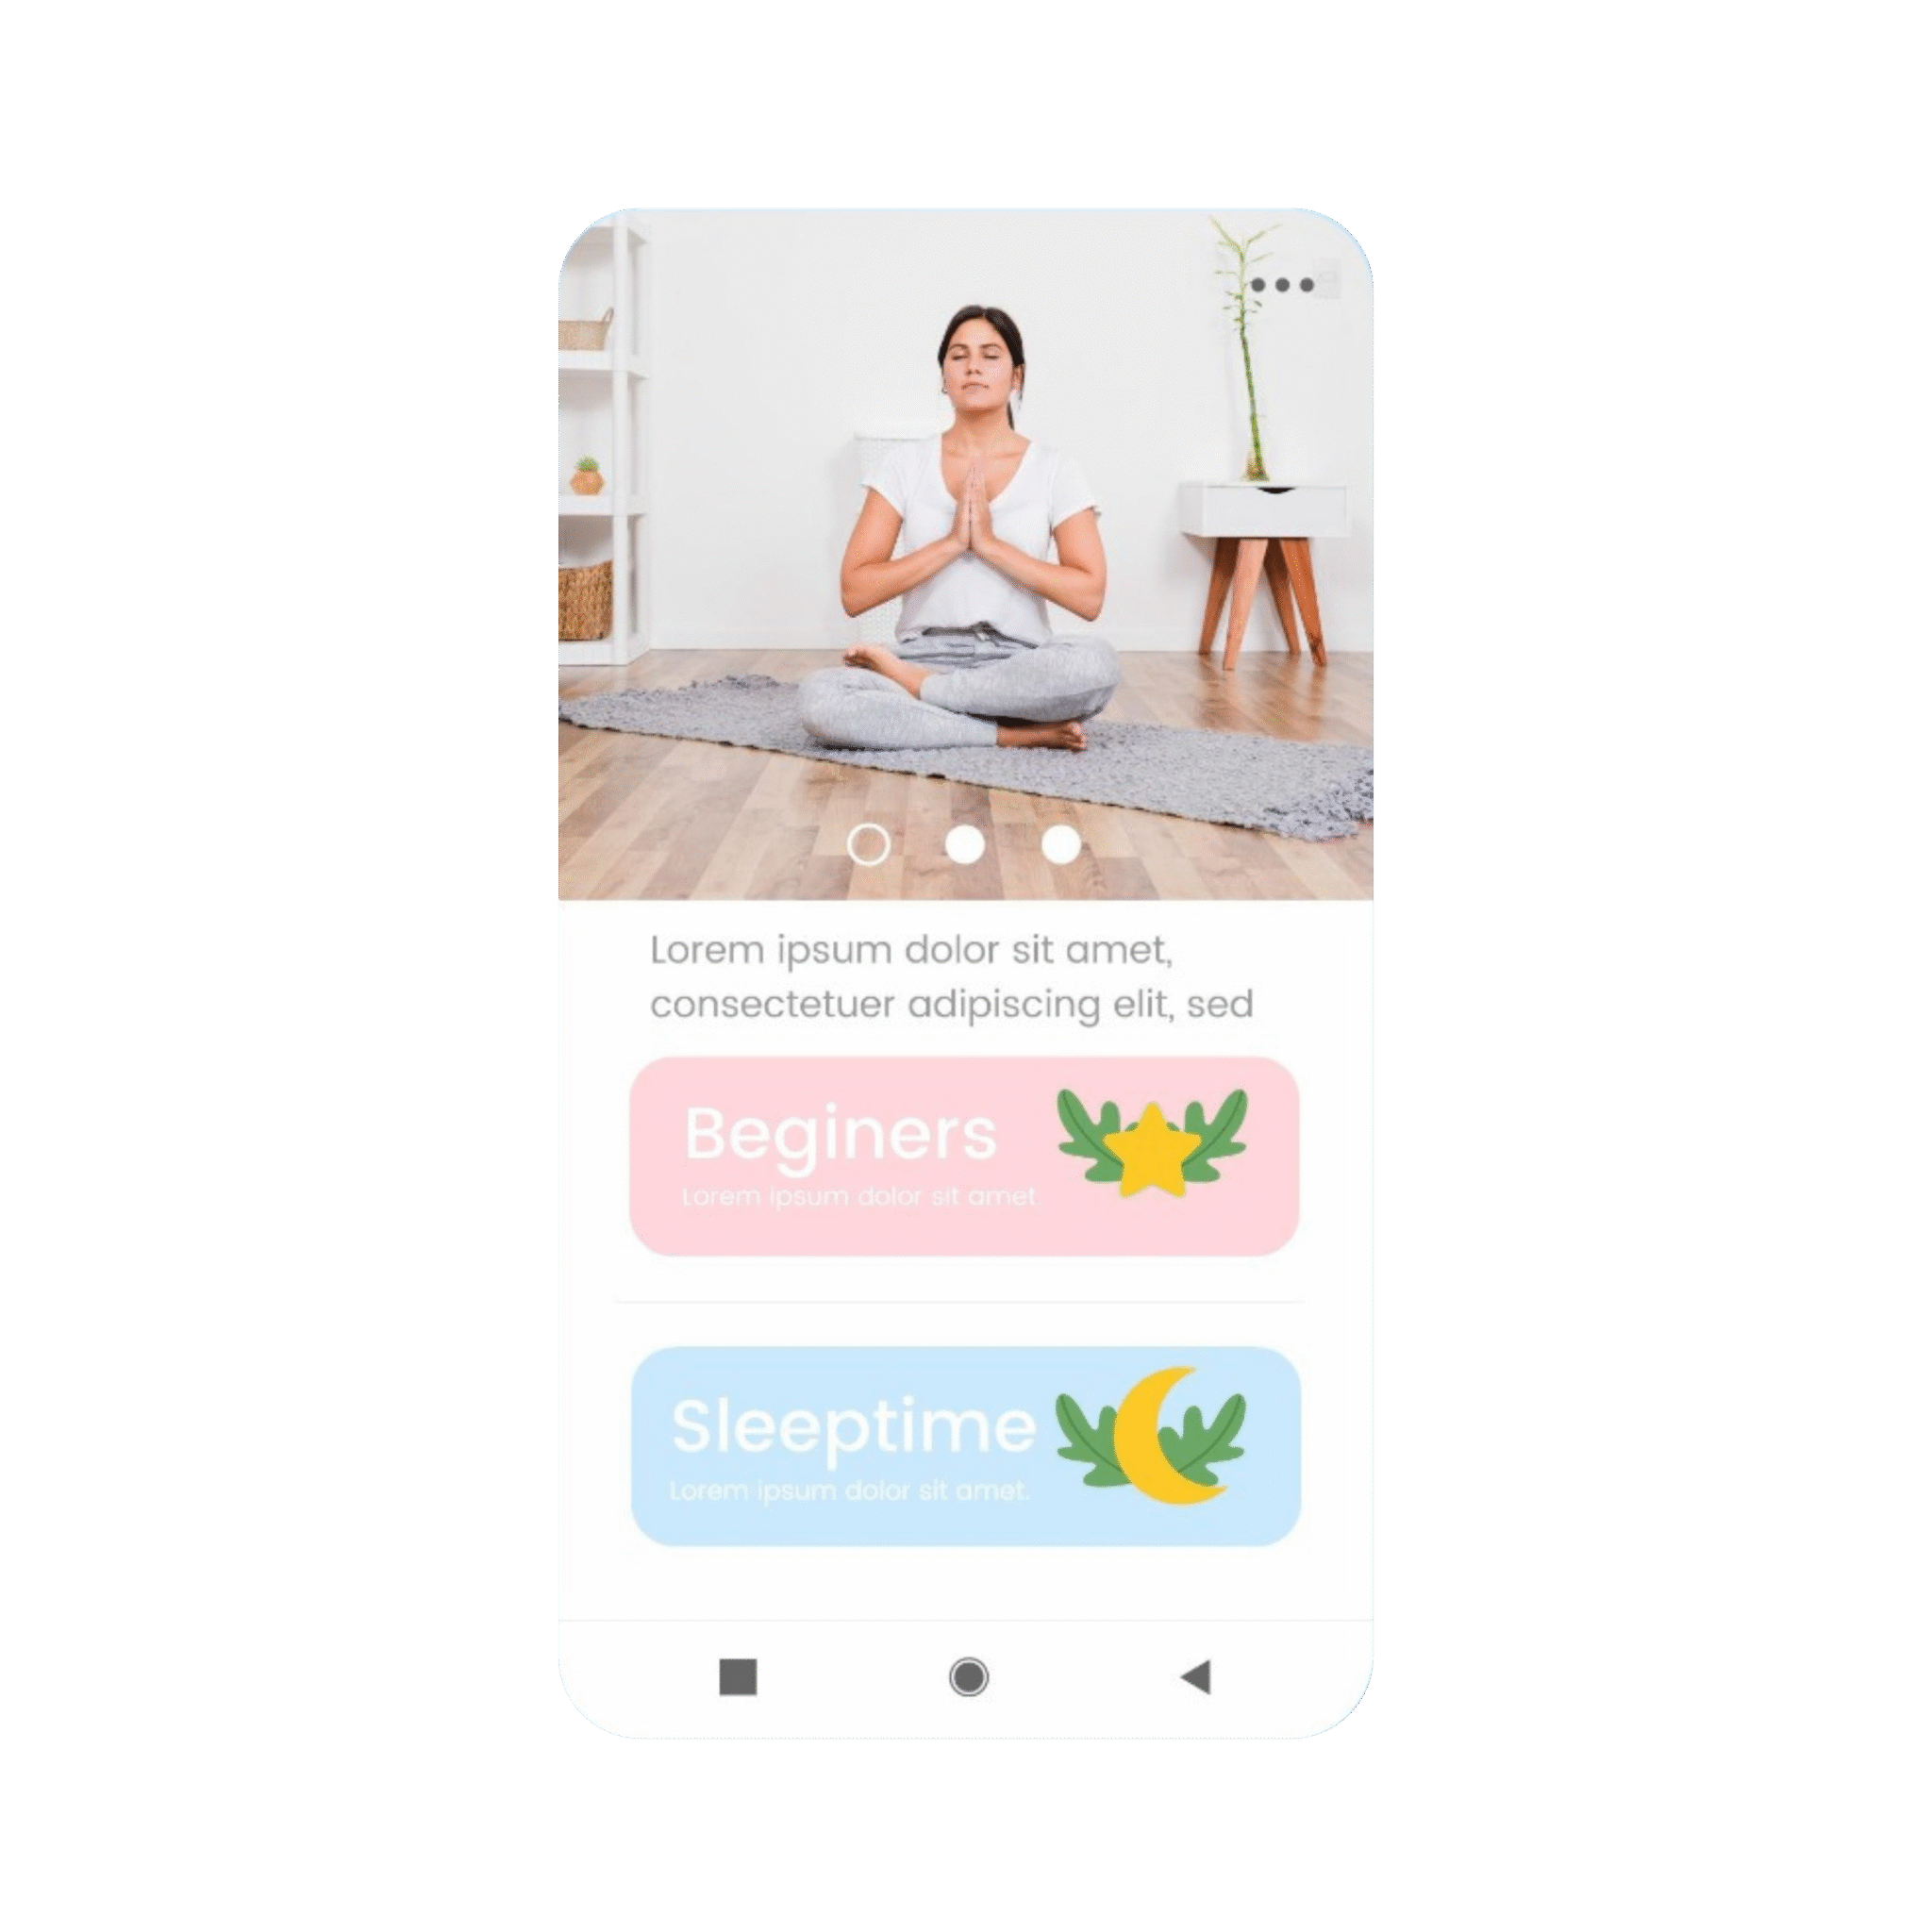 Lorem ipsum dolor sit amet,
consectetuer adipiscing elit, sed
Beginers
Lorem ipsum dolor sit amet
Sleeptime
Lorem ipsum dolor sit amet.